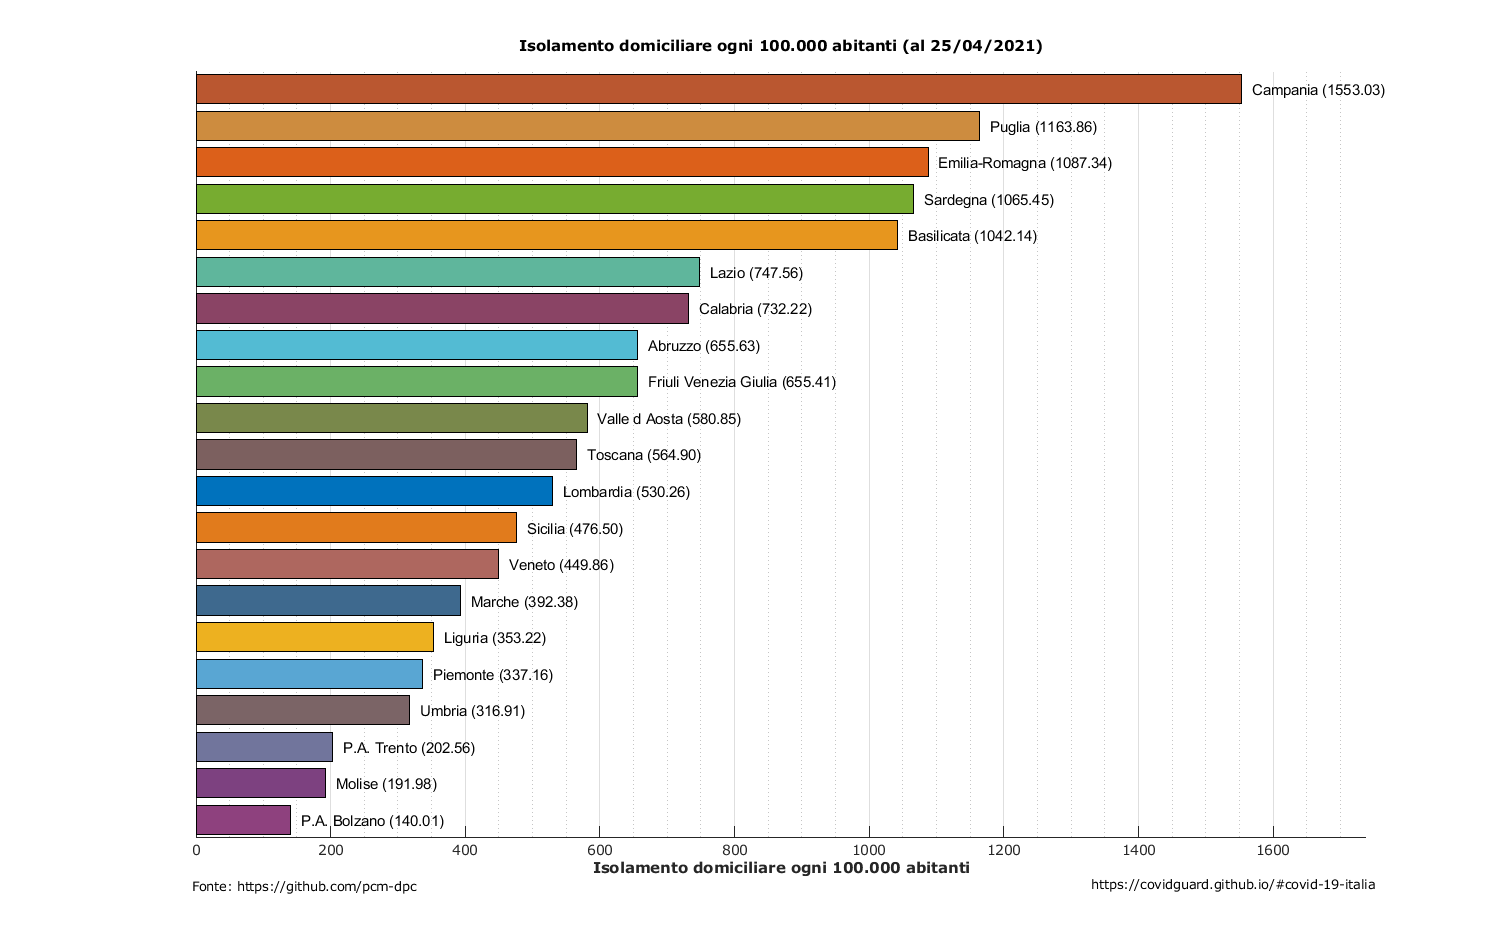 Isolamento domiciliare ogni 100.000 abitanti (al 25/04/2021)
Campania (1553.03)
Puglia (1163.86)
Emilia-Romagna (1087.34)
Sardegna (1065.45)
Basilicata (1042.14)
Lazio (747.56)
Calabria (732.22)
Abruzzo (655.63)
Friuli Venezia Giulia (655.41)
Valle d Aosta (580.85)
Toscana (564.90)
Lombardia (530.26)
Sicilia (476.50)
Veneto (449.86)
Marche (392.38)
Liguria (353.22)
Piemonte (337.16)
Umbria (316.91)
P.A. Trento (202.56)
Molise (191.98)
P.A. Bolzano (140.01)
0 200 400 600 800 1000 1200 1400 1600
Isolamento domiciliare ogni 100.000 abitanti
Fonte: https://github.com/pcm-dpc
https://covidguard.github.io/#covid-19-italia